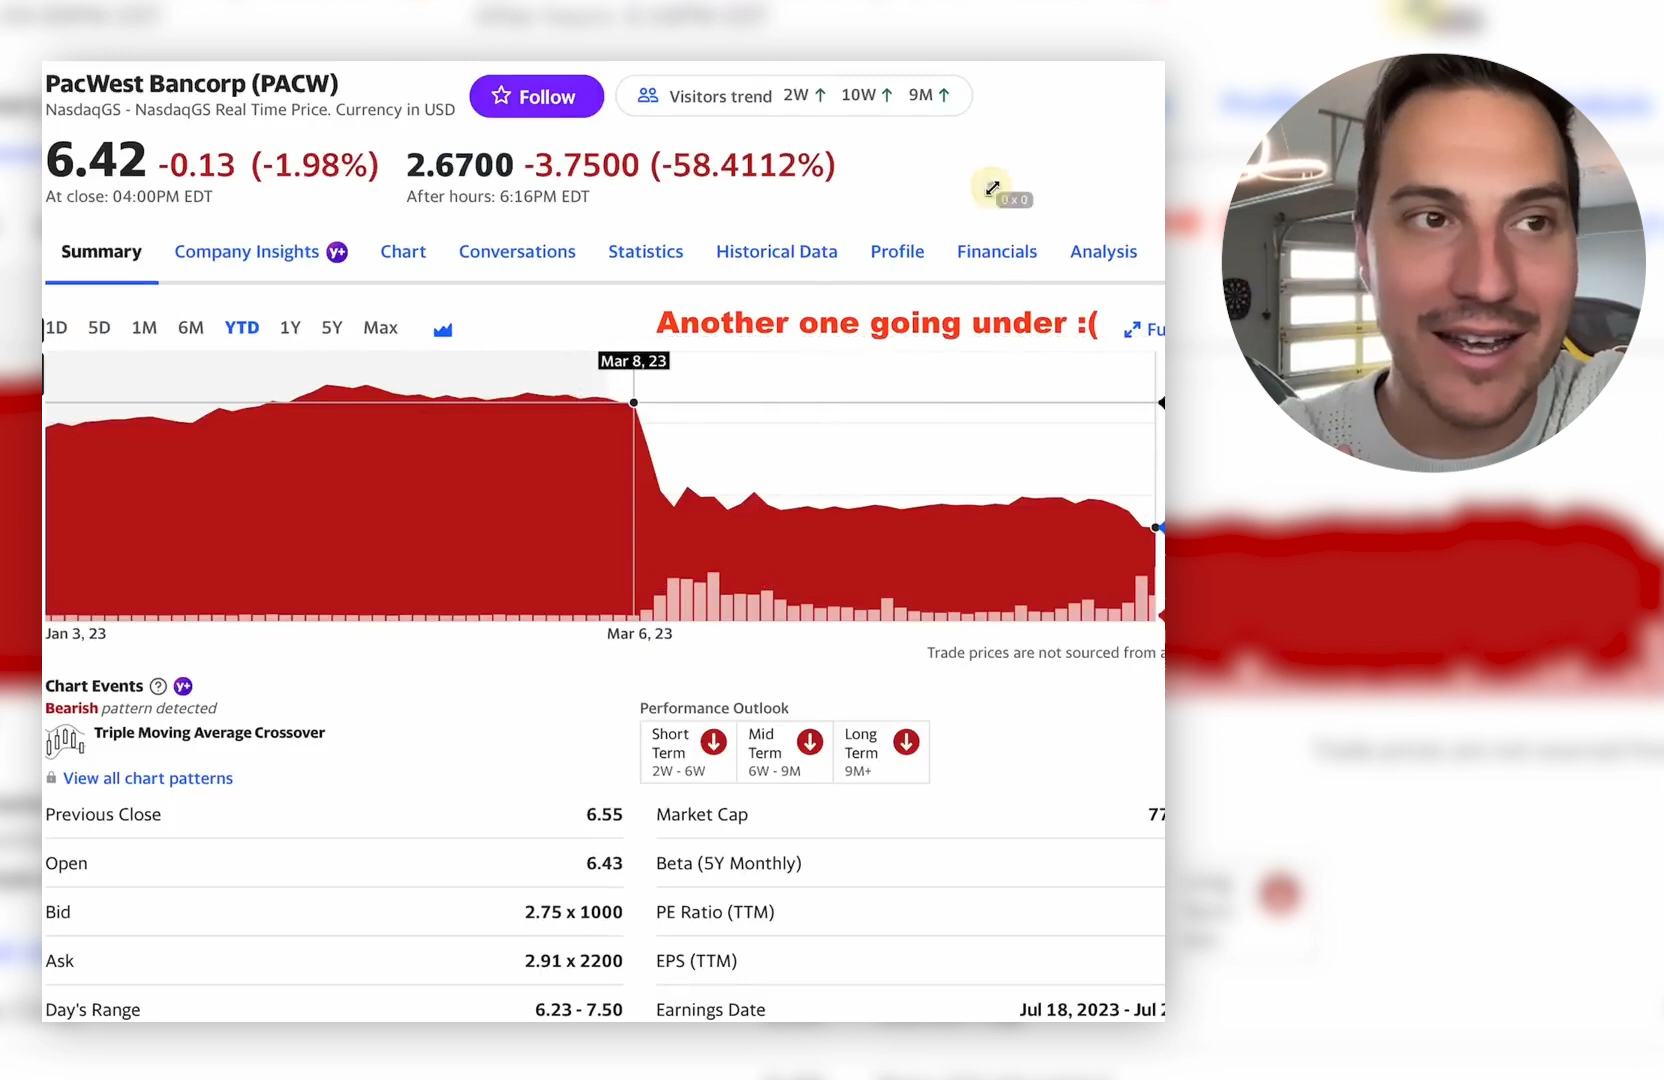 PacWest Bancorp (PACW)
NasdaqGS - NasdaqGS Real Time Price. Currency in USD
Follow
Visitors trend 2W ↑ 10W ↑ 9M ↑
6.42 -0.13 (-1.98%) 2.6700 -3.7500 (-58.4112%)
At close: 04:00PM EDT After hours: 6:16PM EDT
0 x 0
Summary Company Insights y+ Chart Conversations Statistics Historical Data Profile Financials Analysis
1D 5D 1M 6M YTD 1Y 5Y Max
Another one going under :(
Fu
Mar 8, 23
Jan 3, 23 Mar 6, 23
Trade prices are not sourced from a
Chart Events ? y+
Bearish pattern detected
Triple Moving Average Crossover
View all chart patterns
Performance Outlook
Short Term 2W - 6W
Mid Term 6W - 9M
Long Term 9M+
Previous Close 6.55
Open 6.43
Bid 2.75 x 1000
Ask 2.91 x 2200
Day's Range 6.23 - 7.50
Market Cap 77
Beta (5Y Monthly)
PE Ratio (TTM)
EPS (TTM)
Earnings Date Jul 18, 2023 - Jul 2